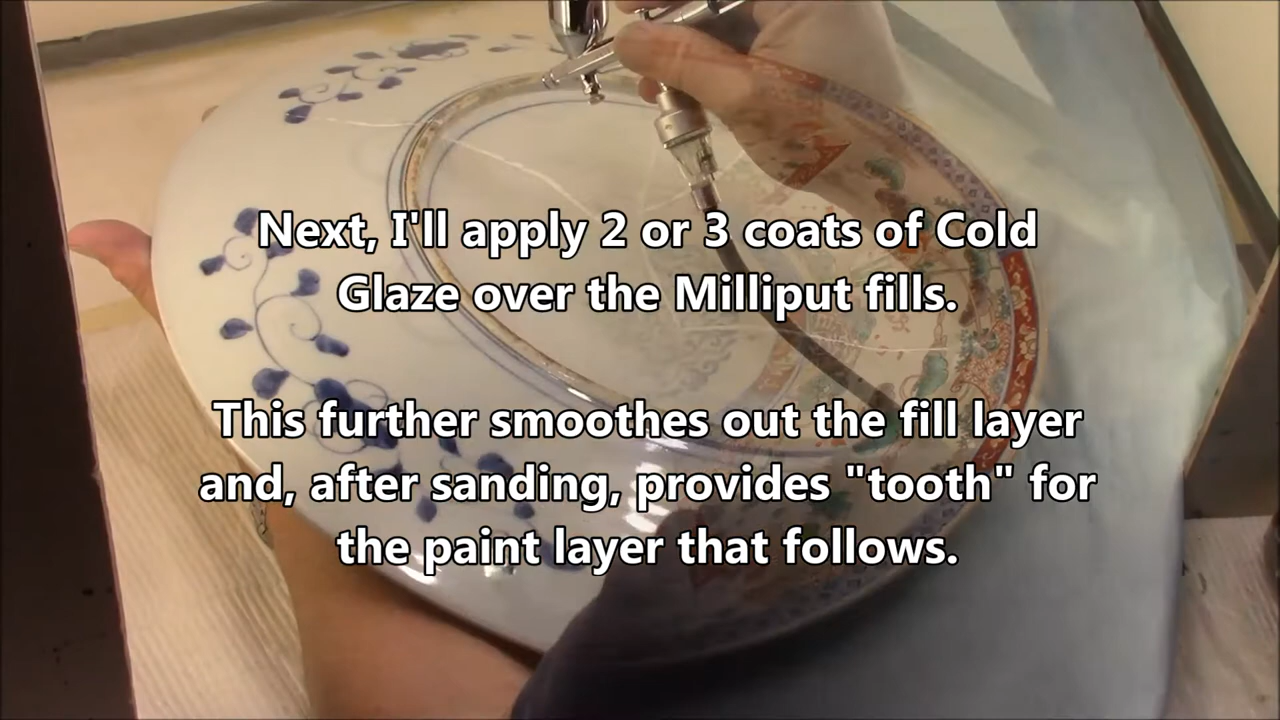 Next, I'll apply 2 or 3 coats of Cold
Glaze over the Milliput fills.
This further smoothes out the fill layer
and, after sanding, provides "tooth" for
the paint layer that follows.